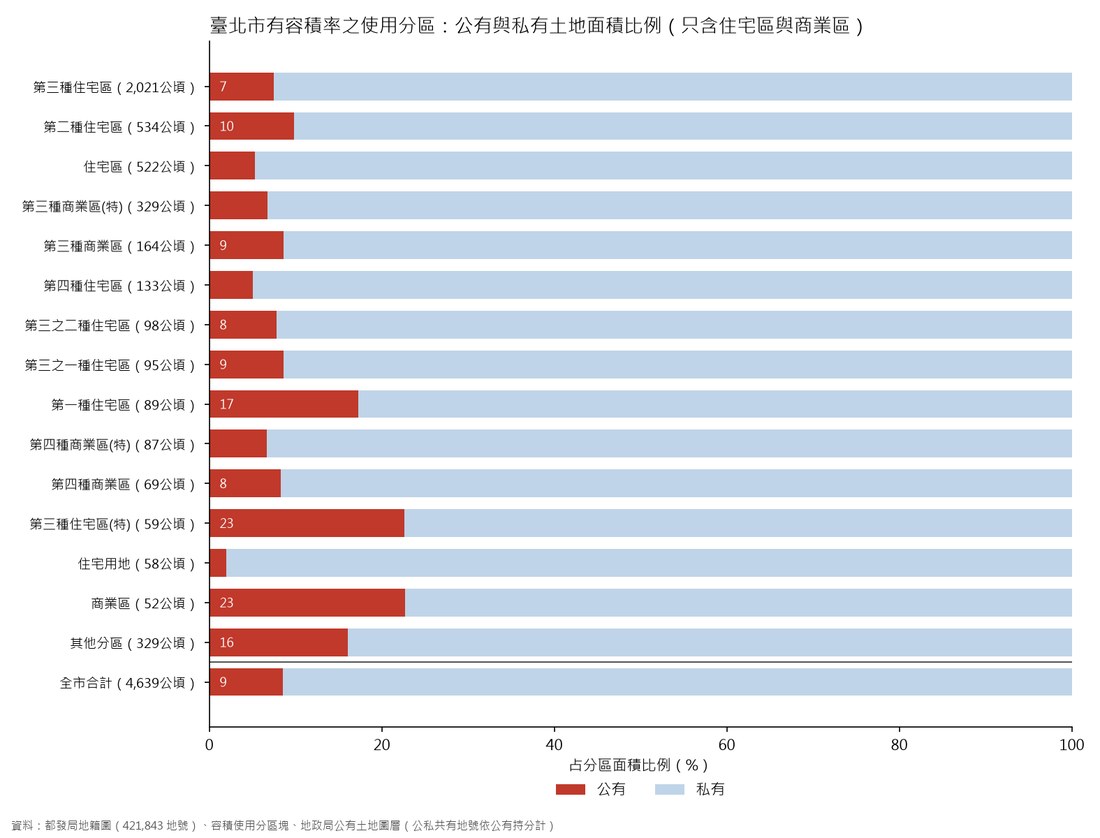 臺北市有容積率之使用分區：公有與私有土地面積比例（只含住宅區與商業區）
第三種住宅區（2,021公頃） 7
第二種住宅區（534公頃） 10
住宅區（522公頃）
第三種商業區(特)（329公頃）
第三種商業區（164公頃） 9
第四種住宅區（133公頃）
第三之二種住宅區（98公頃） 8
第三之一種住宅區（95公頃） 9
第一種住宅區（89公頃） 17
第四種商業區(特)（87公頃）
第四種商業區（69公頃） 8
第三種住宅區(特)（59公頃） 23
住宅用地（58公頃）
商業區（52公頃） 23
其他分區（329公頃） 16
全市合計（4,639公頃） 9
0 20 40 60 80 100
占分區面積比例（%）
公有 私有
資料：都發局地籍圖（421,843 地號）、容積使用分區塊、地政局公有土地圖層（公私共有地號依公有持分計）